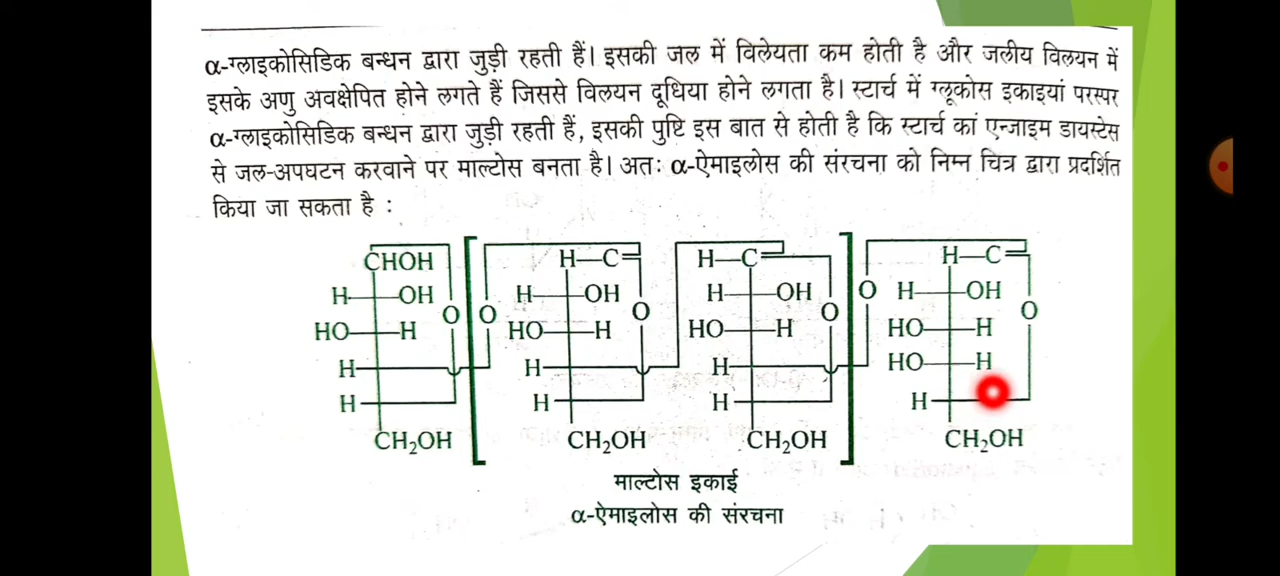 α-ग्लाइकोसिडिक बन्धन द्वारा जुड़ी रहती हैं। इसकी जल में विलेयता कम होती है और जलीय विलयन में
इसके अणु अवक्षेपित होने लगते हैं जिससे विलयन दूधिया होने लगता है। स्टार्च में ग्लूकोस इकाइयां परस्पर
α-ग्लाइकोसिडिक बन्धन द्वारा जुड़ी रहती हैं, इसकी पुष्टि इस बात से होती है कि स्टार्च कां एन्जाइम डायस्टेस
से जल-अपघटन करवाने पर माल्टोस बनता है। अतः α-ऐमाइलोस की संरचना को निम्न चित्र द्वारा प्रदर्शित
किया जा सकता है :
CHOH H—C H—C H—C
H OH H OH H OH O H OH
HO H O O HO H O HO H O HO H O
H H H HO H
H H H H
CH₂OH CH₂OH CH₂OH CH₂OH
माल्टोस इकाई
α-ऐमाइलोस की संरचना